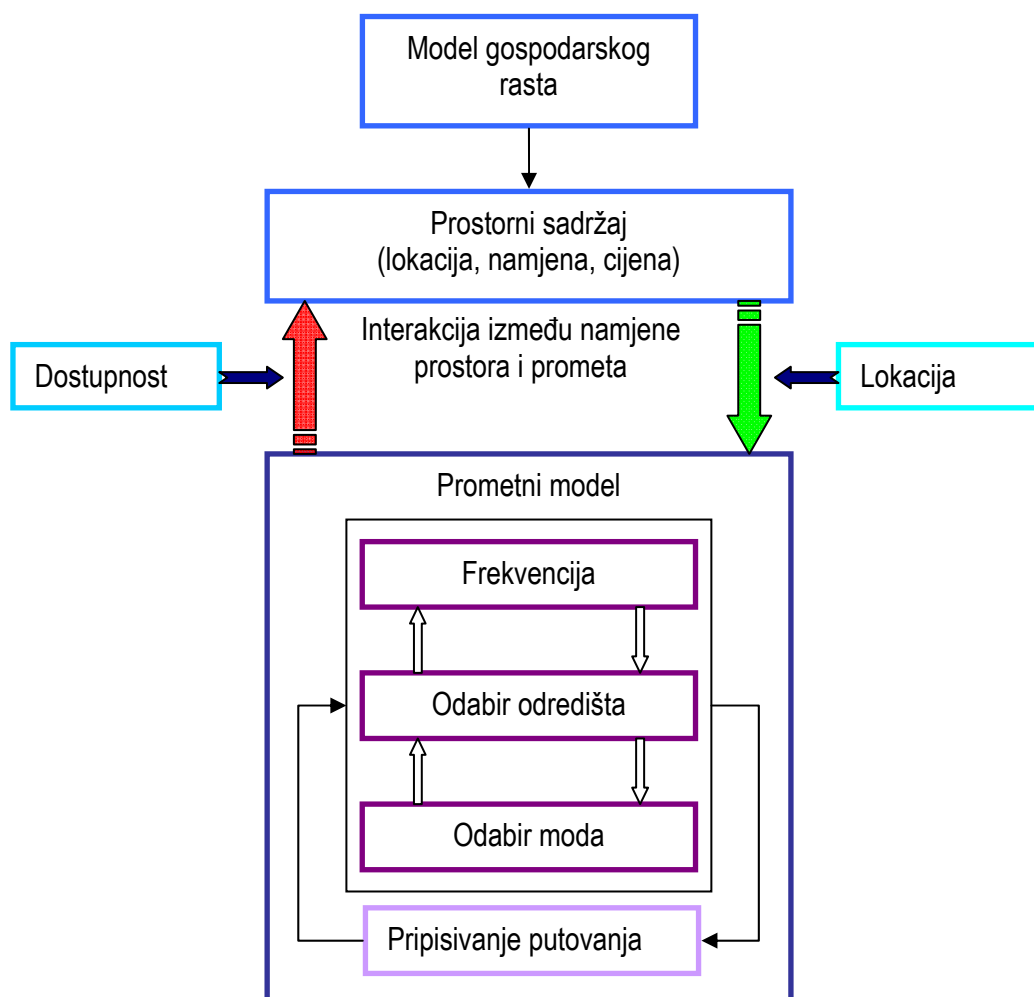 Model gospodarskog
rasta
Prostorni sadržaj
(lokacija, namjena, cijena)
Interakcija između namjene
prostora i prometa
Dostupnost
Lokacija
Prometni model
Frekvencija
Odabir odredišta
Odabir moda
Pripisivanje putovanja